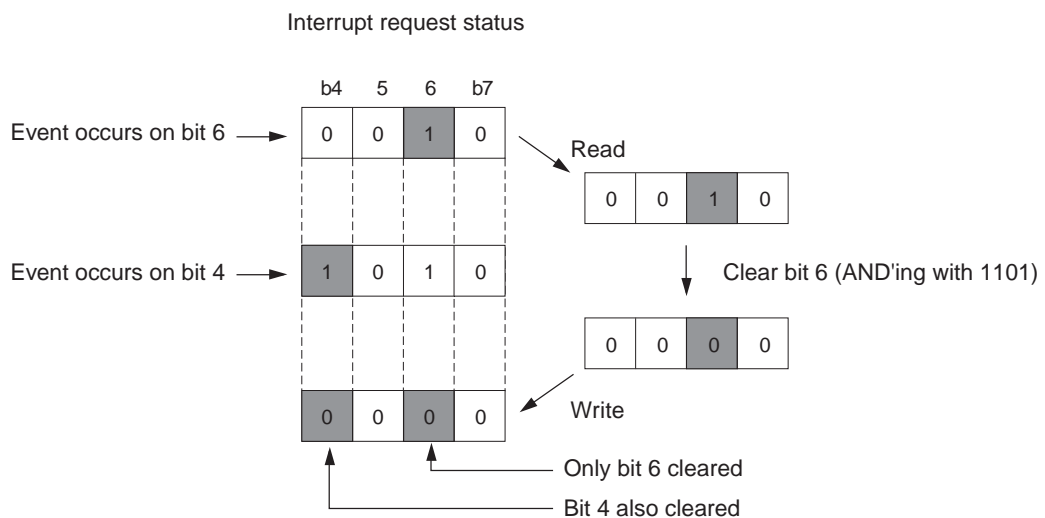 Interrupt request status
b4 5 6 b7
Event occurs on bit 6
0 0 1 0
Read
0 0 1 0
Event occurs on bit 4
1 0 1 0
Clear bit 6 (AND'ing with 1101)
0 0 0 0
Write
0 0 0 0
Only bit 6 cleared
Bit 4 also cleared